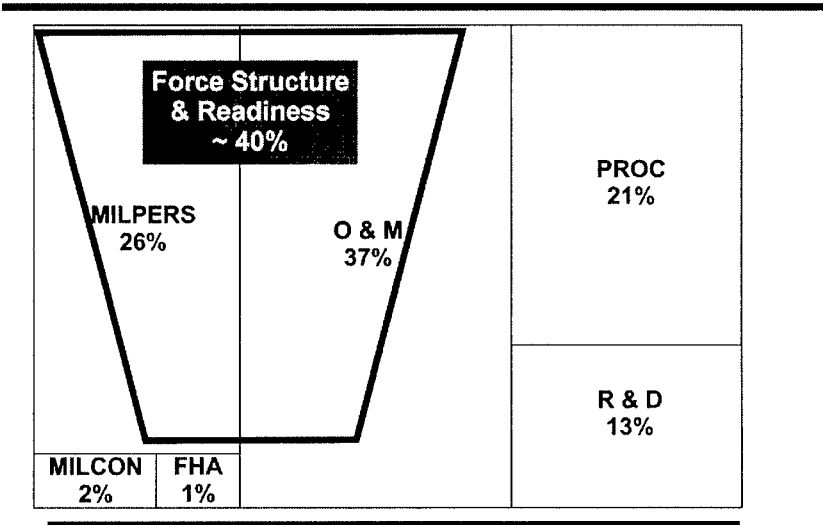 Force Structure
& Readiness
~ 40%
MILPERS
26%
O & M
37%
PROC
21%
R & D
13%
MILCON
2%
FHA
1%